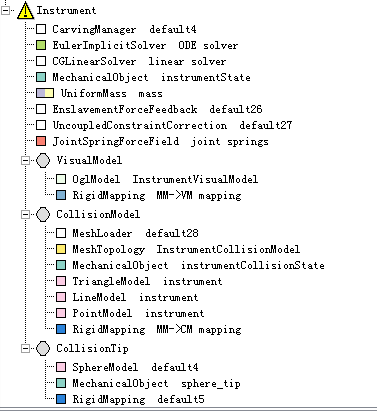 Instrument
CarvingManager default4
EulerImplicitSolver ODE solver
CGLinearSolver linear solver
MechanicalObject instrumentState
UniformMass mass
EnslavementForceFeedback default26
UncoupledConstraintCorrection default27
JointSpringForceField joint springs
VisualModel
OglModel InstrumentVisualModel
RigidMapping MM->VM mapping
CollisionModel
MeshLoader default28
MeshTopology InstrumentCollisionModel
MechanicalObject instrumentCollisionState
TriangleModel instrument
LineModel instrument
PointModel instrument
RigidMapping MM->CM mapping
CollisionTip
SphereModel default4
MechanicalObject sphere_tip
RigidMapping default5